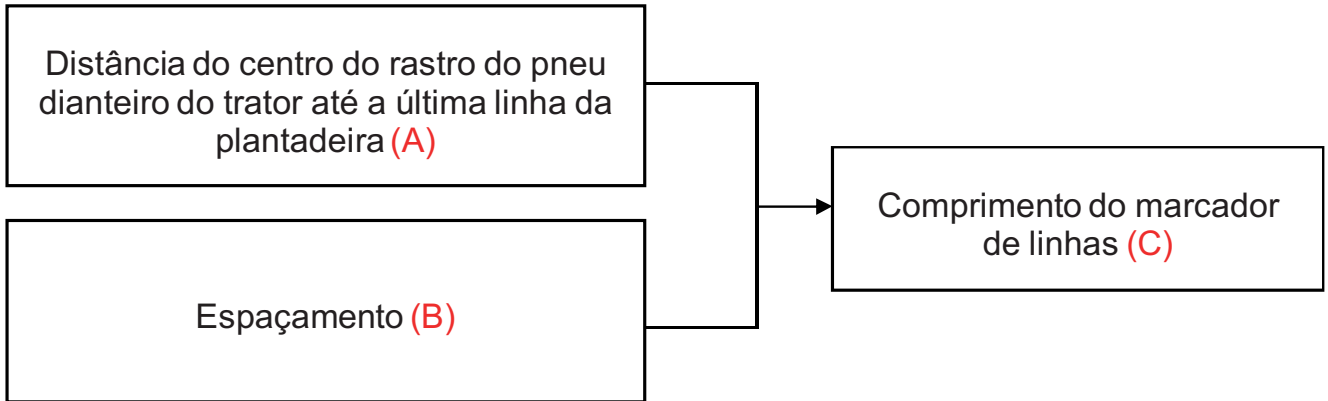 Distância do centro do rastro do pneu
dianteiro do trator até a última linha da
plantadeira (A)
Espaçamento (B)
Comprimento do marcador
de linhas (C)